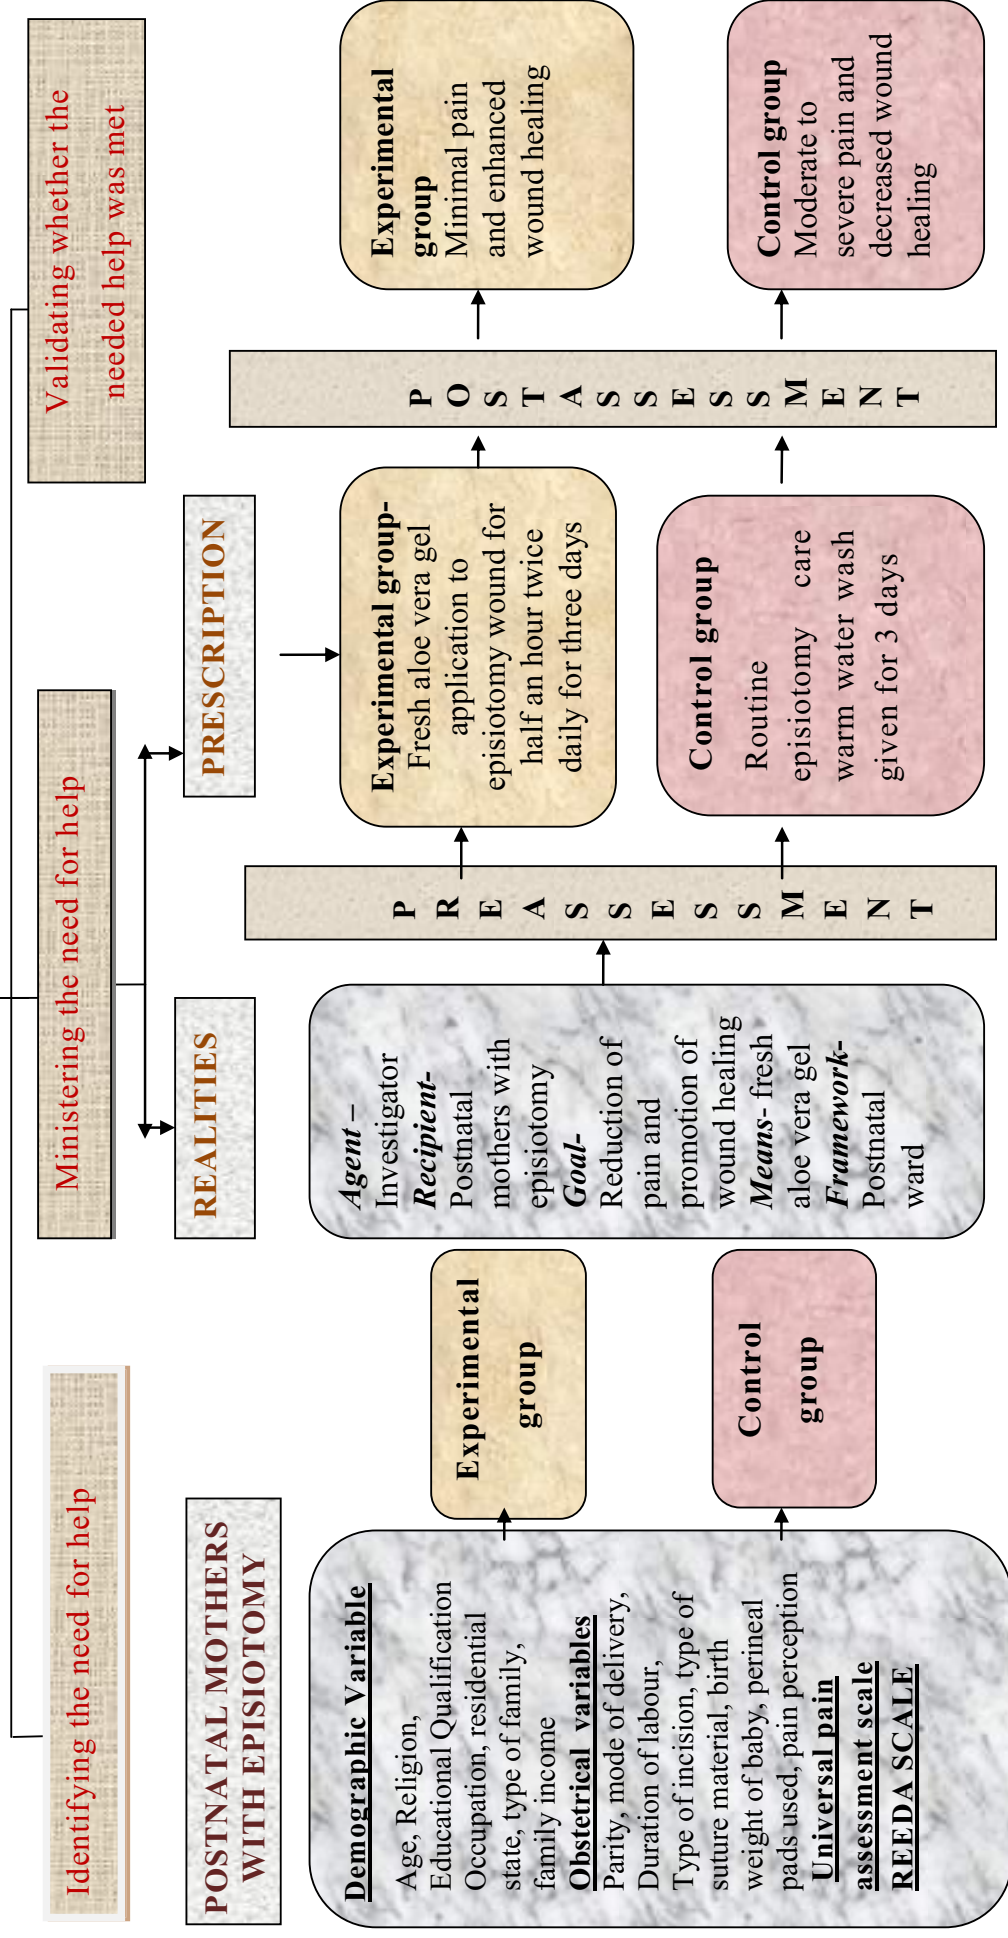 Identifying the need for help
Ministering the need for help
Validating whether the
needed help was met
POSTNATAL MOTHERS
WITH EPISIOTOMY
REALITIES
PRESCRIPTION
Demographic Variable
Age, Religion,
Educational Qualification
Occupation, residential
state, type of family,
family income
Obstetrical variables
Parity, mode of delivery,
Duration of labour,
Type of incision, type of
suture material, birth
weight of baby, perineal
pads used, pain perception
Universal pain
assessment scale
REEDA SCALE
Experimental
group
Control
group
Agent –
Investigator
Recipient-
Postnatal
mothers with
episiotomy
Goal-
Reduction of
pain and
promotion of
wound healing
Means- fresh
aloe vera gel
Framework-
Postnatal
ward
P
R
E
A
S
S
E
S
S
M
E
N
T
Experimental group-
Fresh aloe vera gel
application to
episiotomy wound for
half an hour twice
daily for three days
Control group
Routine
episiotomy care
warm water wash
given for 3 days
P
O
S
T
A
S
S
E
S
S
M
E
N
T
Experimental
group
Minimal pain
and enhanced
wound healing
Control group
Moderate to
severe pain and
decreased wound
healing